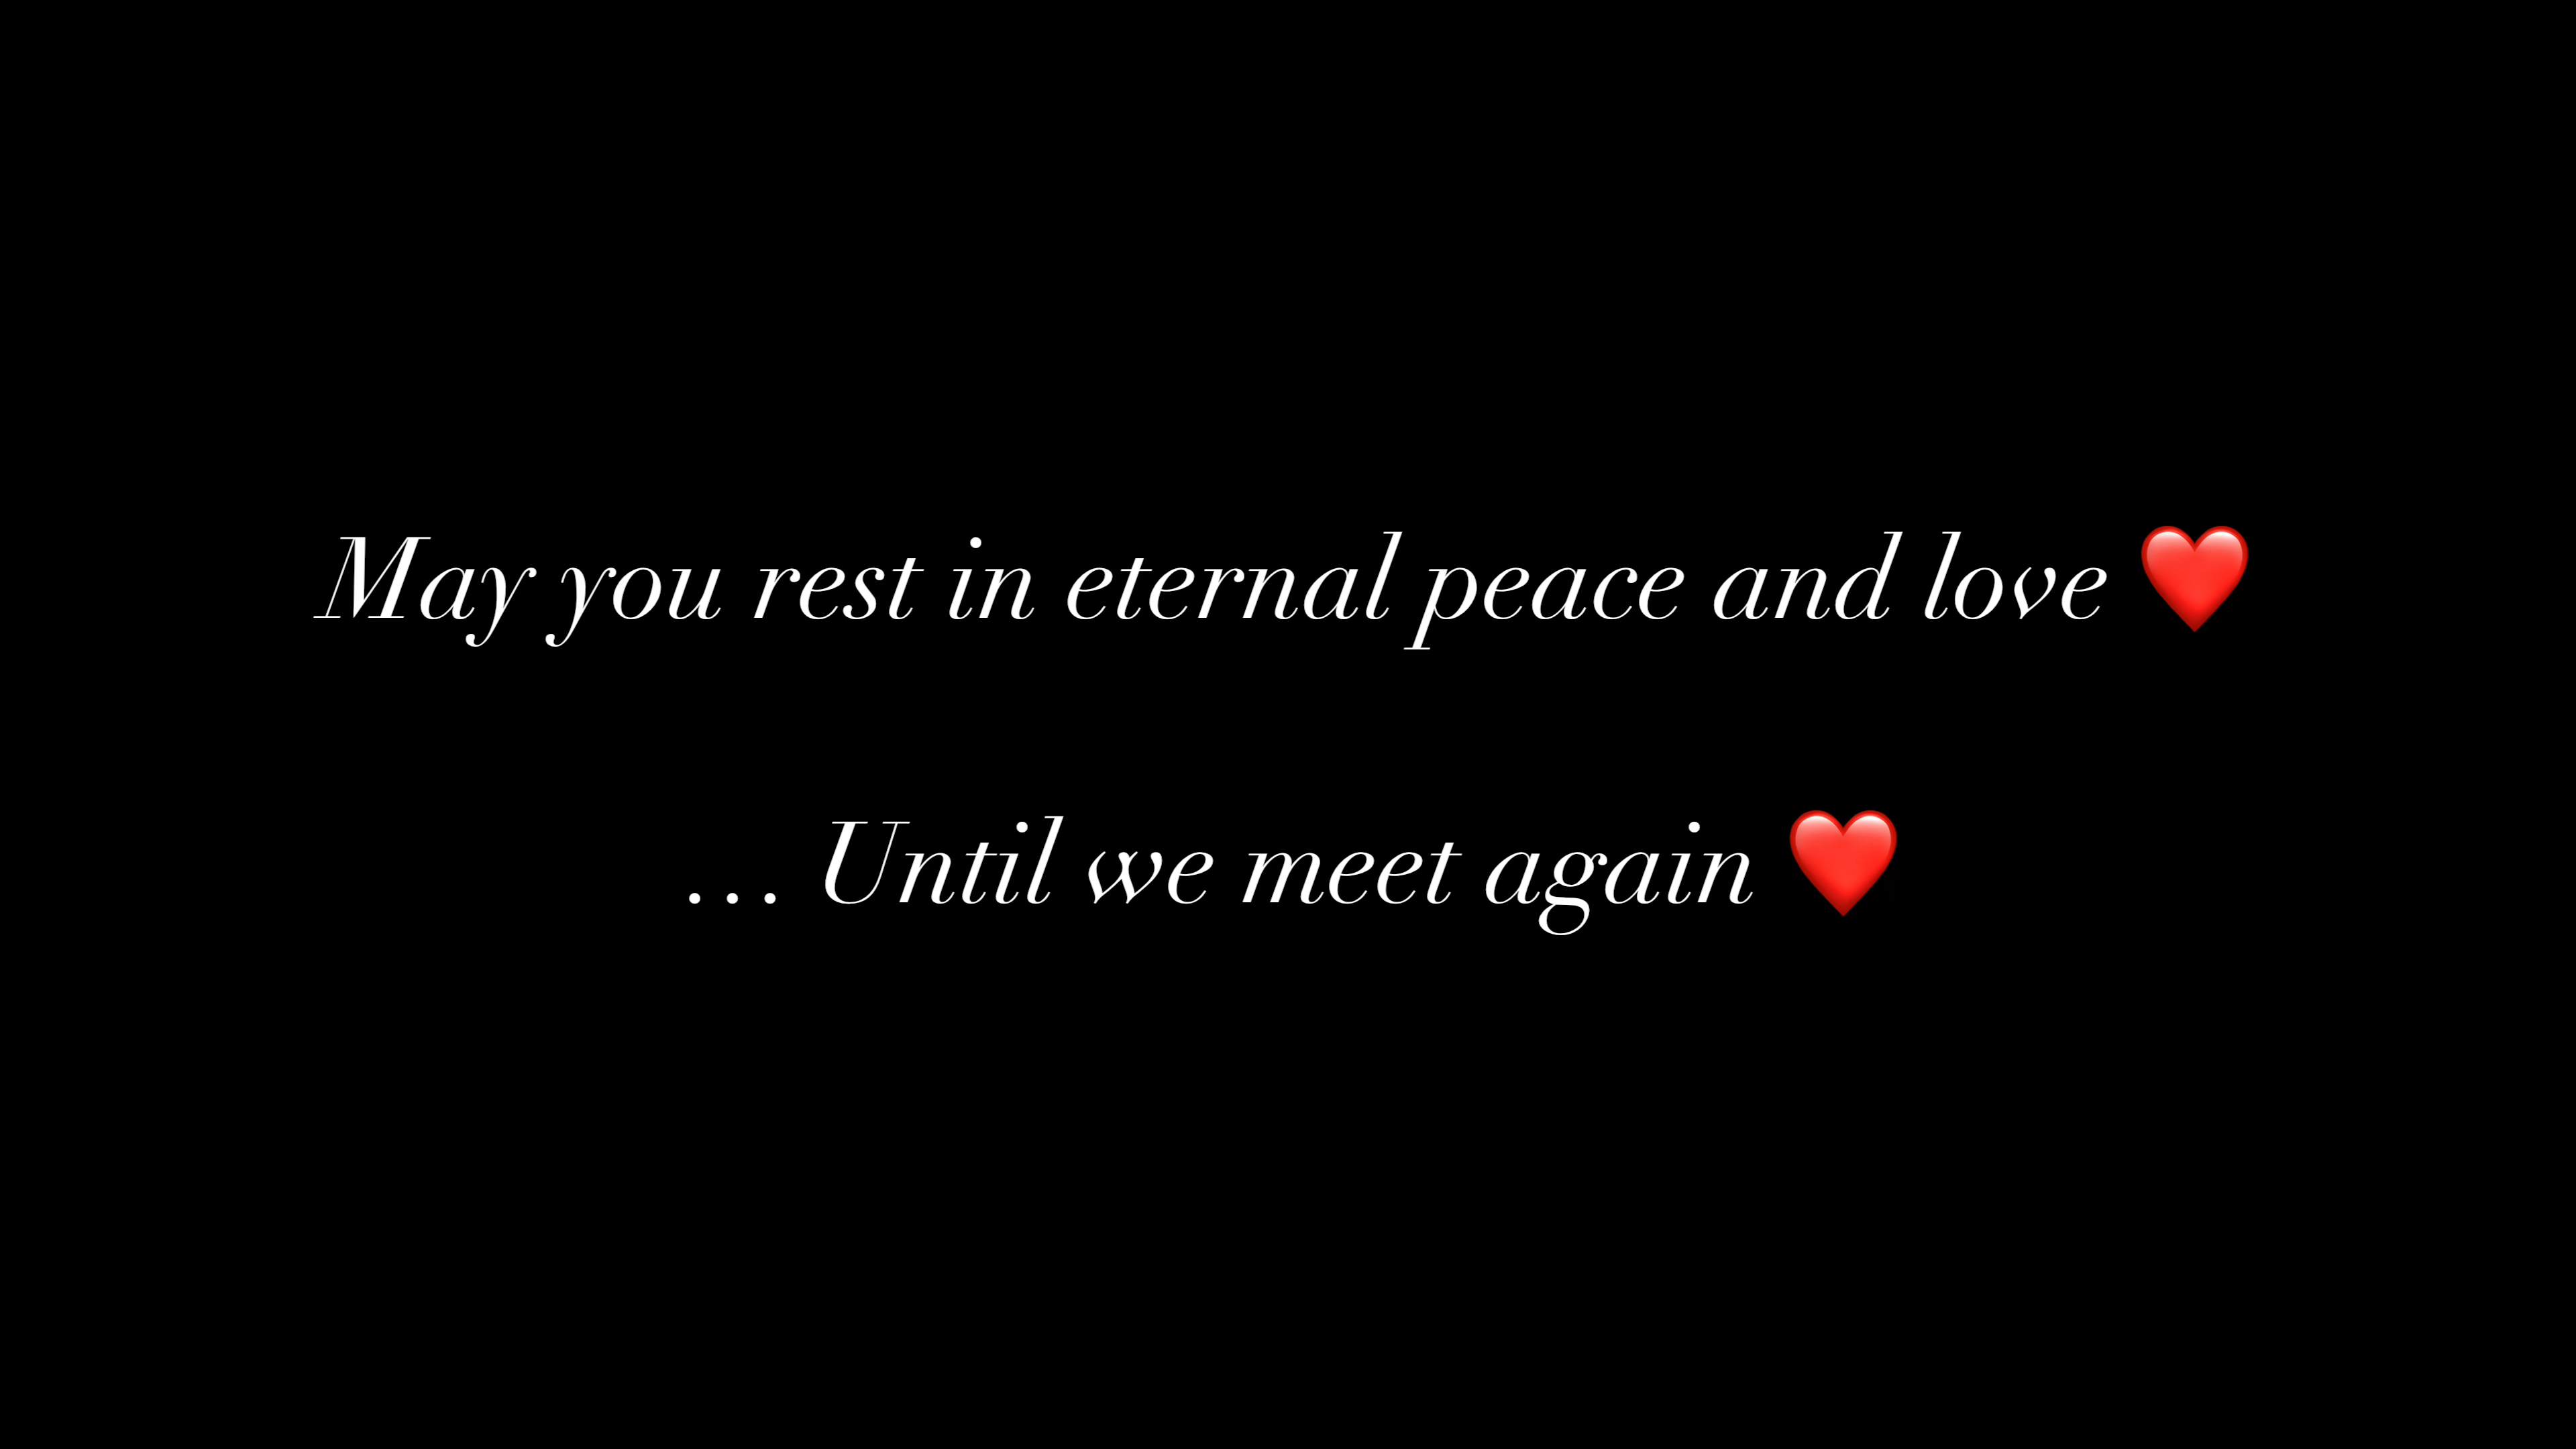 May you rest in eternal peace and love ❤️
... Until we meet again ❤️